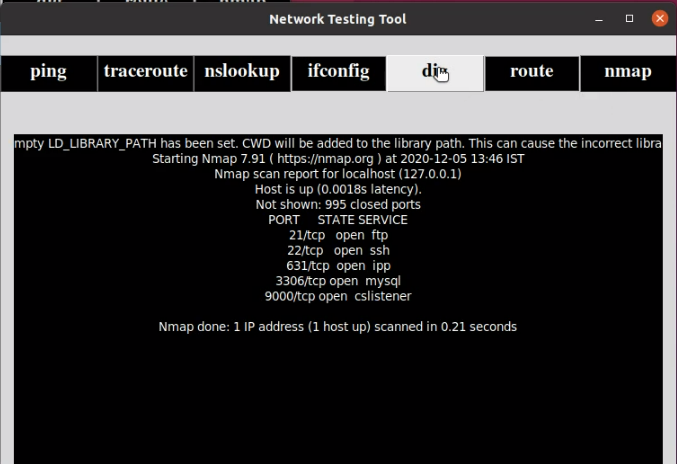 Network Testing Tool
ping traceroute nslookup ifconfig route nmap
mpty LD_LIBRARY_PATH has been set. CWD will be added to the library path. This can cause the incorrect libra
Starting Nmap 7.91 ( https://nmap.org ) at 2020-12-05 13:46 IST
Nmap scan report for localhost (127.0.0.1)
Host is up (0.0018s latency).
Not shown: 995 closed ports
PORT STATE SERVICE
21/tcp open ftp
22/tcp open ssh
631/tcp open ipp
3306/tcp open mysql
9000/tcp open cslistener
Nmap done: 1 IP address (1 host up) scanned in 0.21 seconds